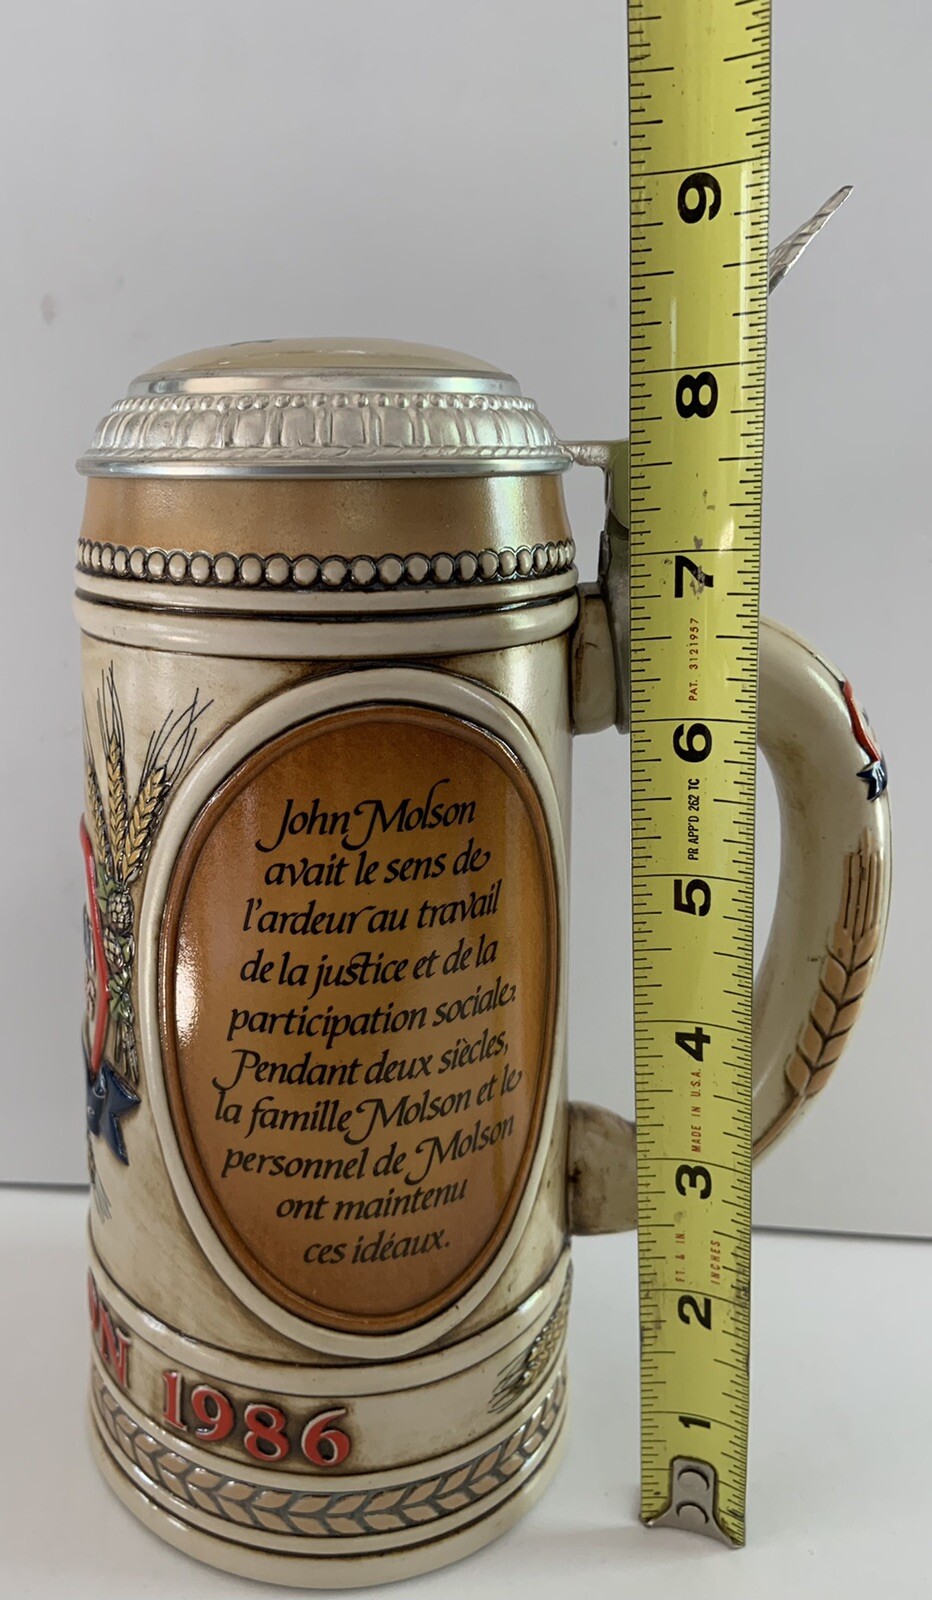 John Molson
avait le sens de
l'ardeur au travail
de la justice et de la
participation sociale.
Pendant deux siècles,
la famille Molson et le
personnel de Molson
ont maintenu
ces idéaux.
ON 1986
9
8
7
PAT. 3121957
6
PR APP'D 262 TC
5
4
MADE IN U.S.A.
3
FT. & IN.
INCHES
2
1